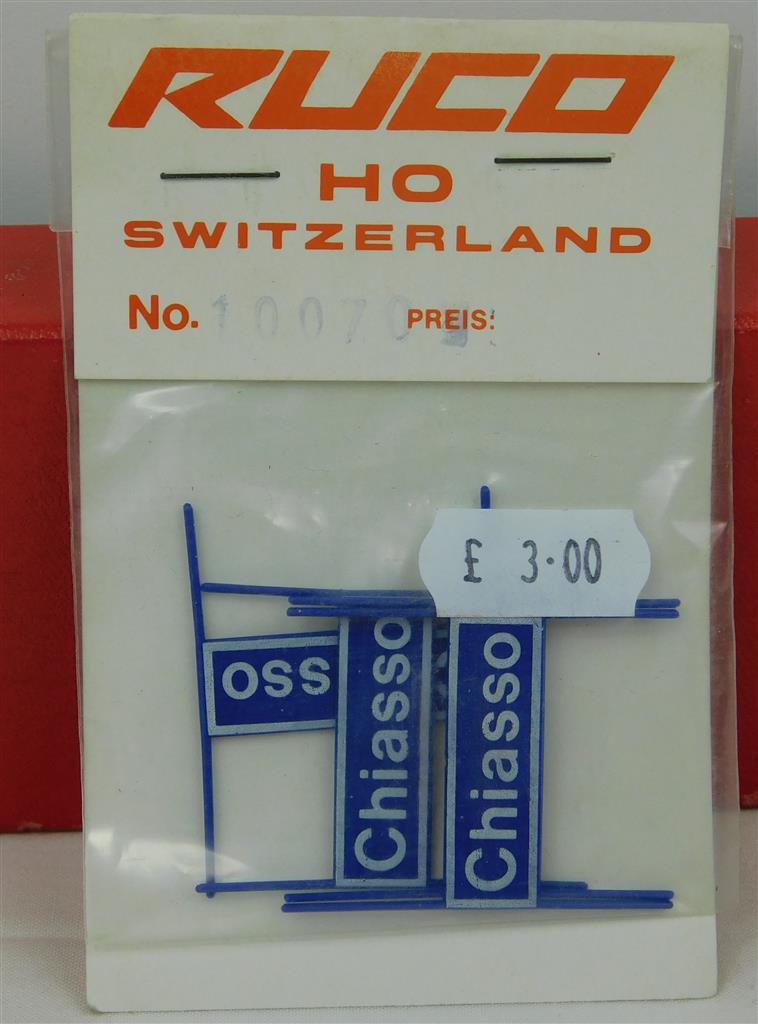 RUCO
HO
SWITZERLAND
No. 10070 PREIS:
£ 3.00
oss
Chiasso
Chiasso